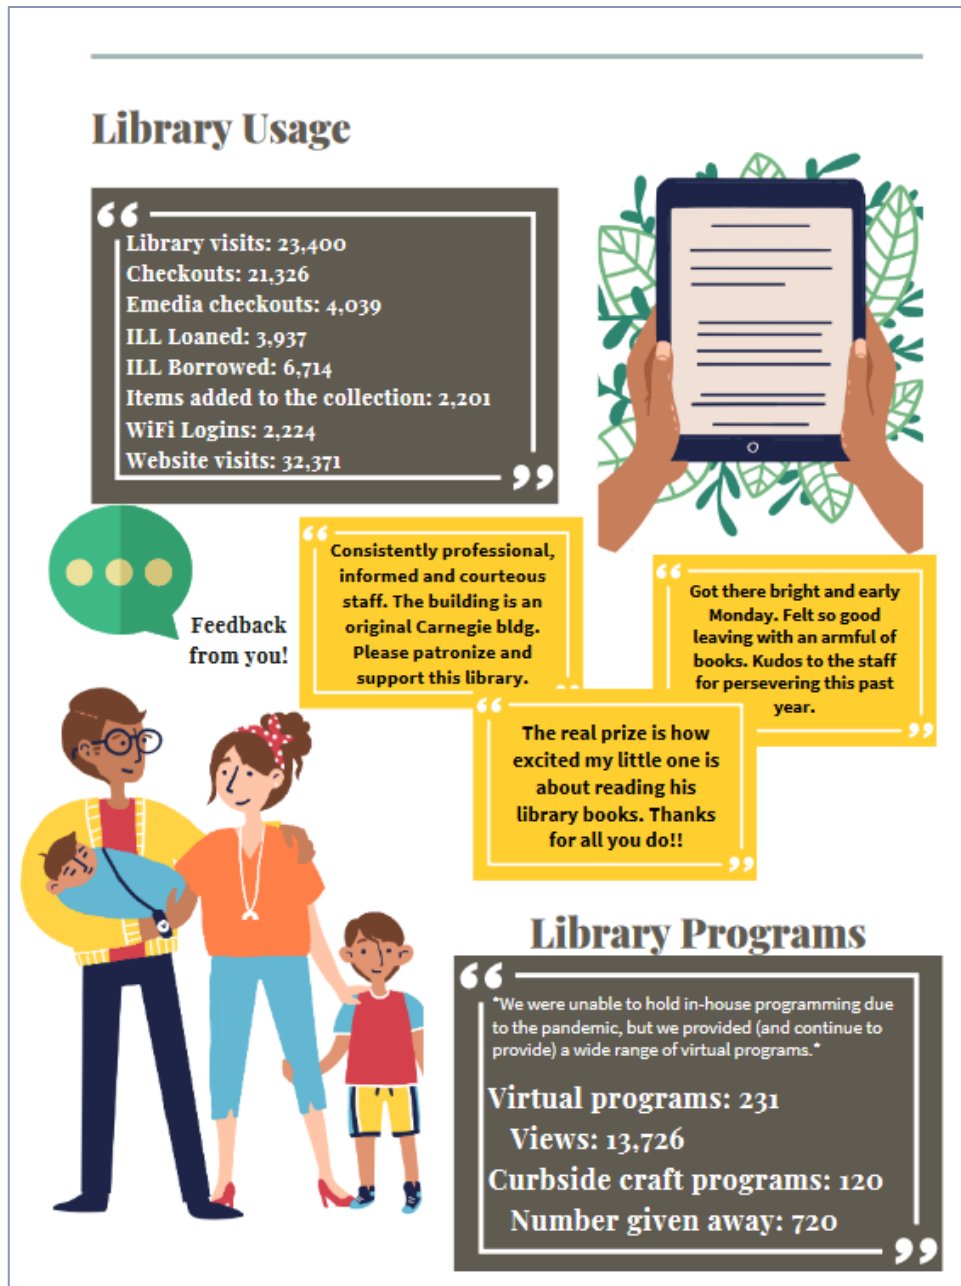 Library Usage
Library visits: 23,400
Checkouts: 21,326
Emedia checkouts: 4,039
ILL Loaned: 3,937
ILL Borrowed: 6,714
Items added to the collection: 2,201
WiFi Logins: 2,224
Website visits: 32,371
Feedback
from you!
Consistently professional,
informed and courteous
staff. The building is an
original Carnegie bldg.
Please patronize and
support this library.
Got there bright and early
Monday. Felt so good
leaving with an armful of
books. Kudos to the staff
for persevering this past
year.
The real prize is how
excited my little one is
about reading his
library books. Thanks
for all you do!!
Library Programs
*We were unable to hold in-house programming due
to the pandemic, but we provided (and continue to
provide) a wide range of virtual programs.*
Virtual programs: 231
Views: 13,726
Curbside craft programs: 120
Number given away: 720